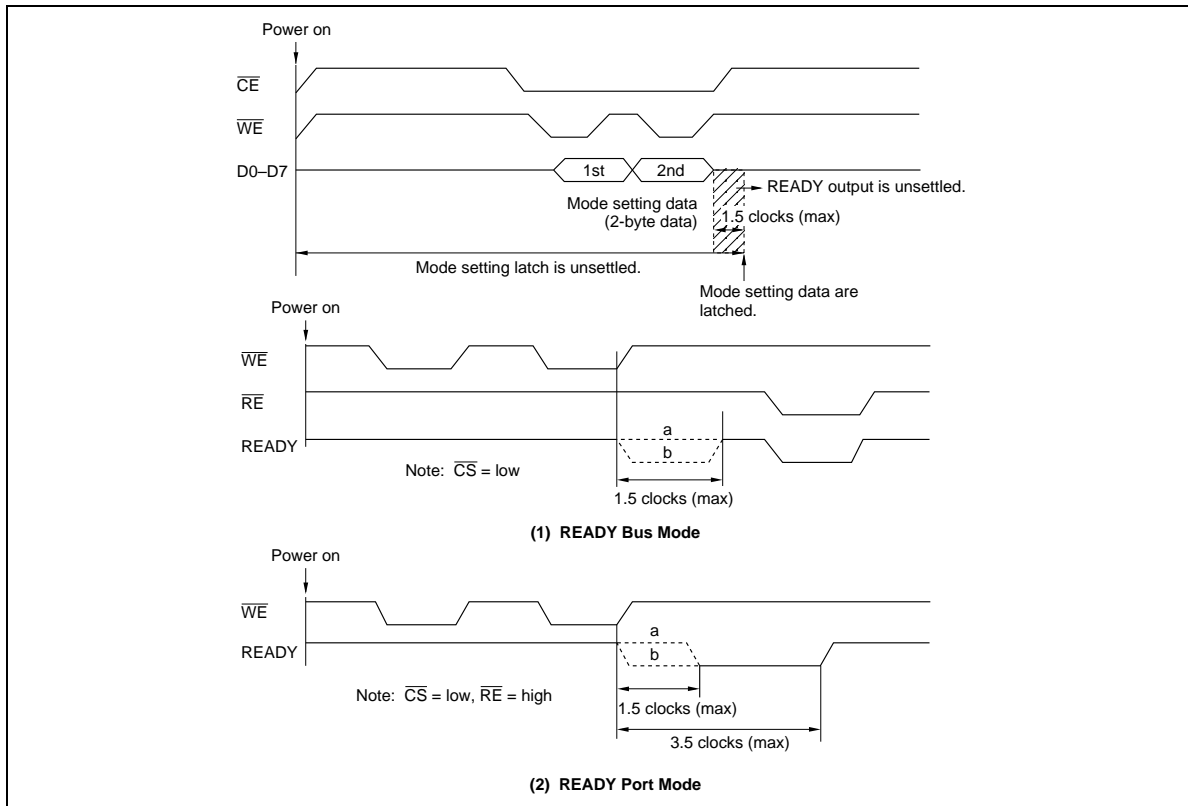 Power on
CE
WE
D0–D7
1st
2nd
READY output is unsettled.
Mode setting data
(2-byte data)
1.5 clocks (max)
Mode setting latch is unsettled.
Mode setting data are
latched.
Power on
WE
RE
READY
a
b
Note: CS = low
1.5 clocks (max)
(1) READY Bus Mode
Power on
WE
READY
a
b
Note: CS = low, RE = high
1.5 clocks (max)
3.5 clocks (max)
(2) READY Port Mode